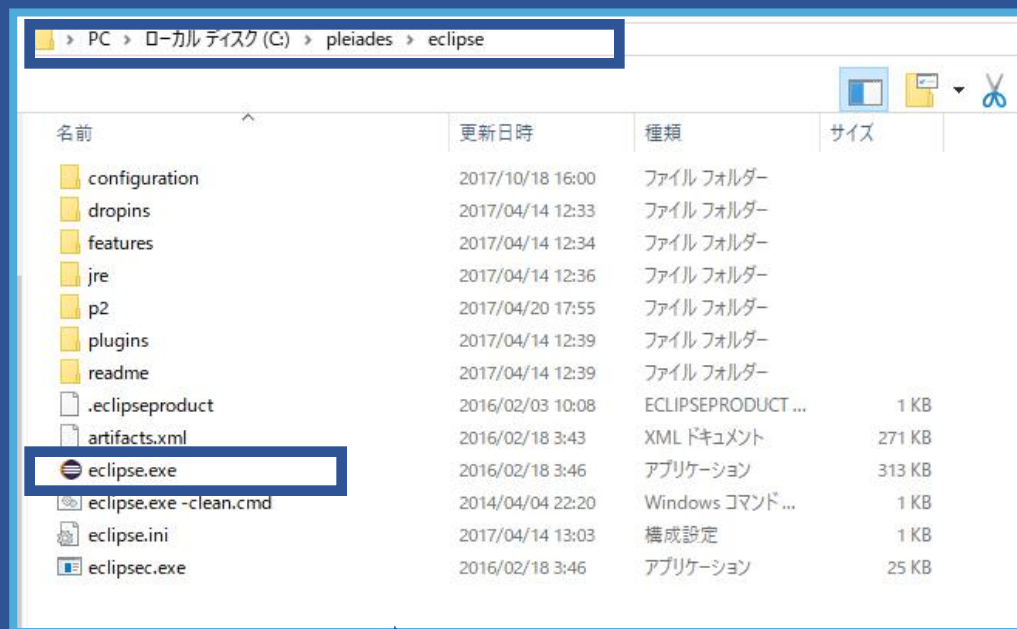 > PC > ローカル ディスク (C:) > pleiades > eclipse
名前 更新日時 種類 サイズ
configuration 2017/10/18 16:00 ファイル フォルダー
dropins 2017/04/14 12:33 ファイル フォルダー
features 2017/04/14 12:34 ファイル フォルダー
jre 2017/04/14 12:36 ファイル フォルダー
p2 2017/04/20 17:55 ファイル フォルダー
plugins 2017/04/14 12:39 ファイル フォルダー
readme 2017/04/14 12:39 ファイル フォルダー
.eclipseproduct 2016/02/03 10:08 ECLIPSEPRODUCT ... 1 KB
artifacts.xml 2016/02/18 3:43 XML ドキュメント 271 KB
eclipse.exe 2016/02/18 3:46 アプリケーション 313 KB
eclipse.exe -clean.cmd 2014/04/04 22:20 Windows コマンド ... 1 KB
eclipse.ini 2017/04/14 13:03 構成設定 1 KB
eclipsec.exe 2016/02/18 3:46 アプリケーション 25 KB